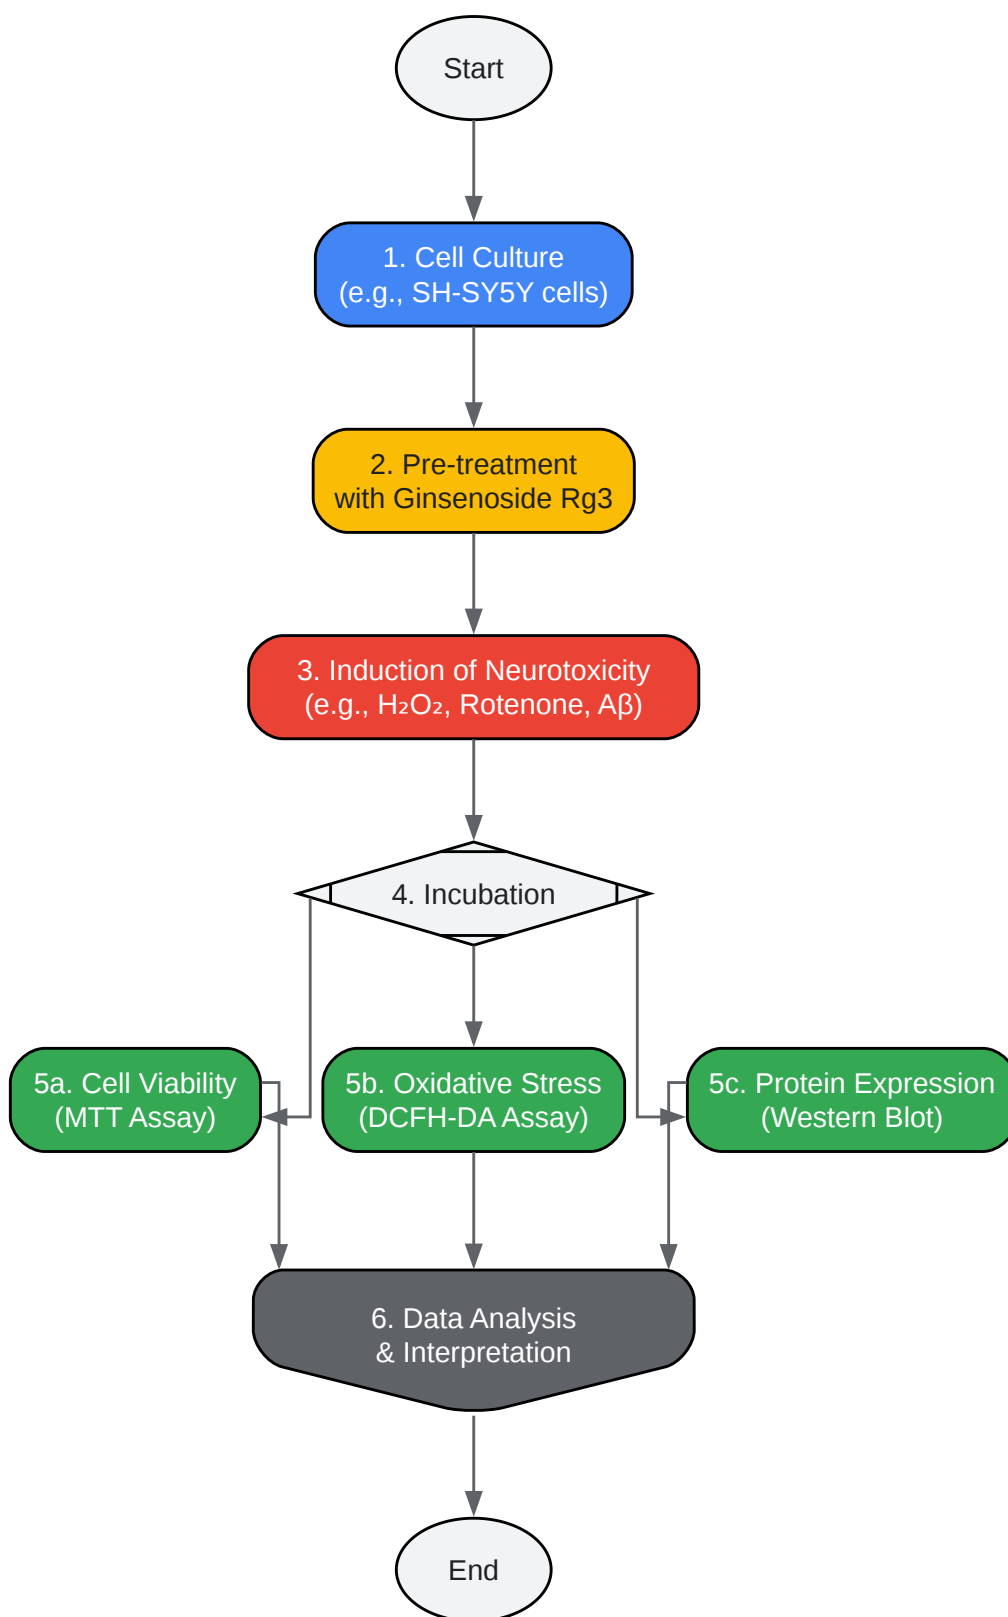 Start
1. Cell Culture
(e.g., SH-SY5Y cells)
2. Pre-treatment
with Ginsenoside Rg3
3. Induction of Neurotoxicity
(e.g., H₂O₂, Rotenone, Aβ)
4. Incubation
5a. Cell Viability
(MTT Assay)
5b. Oxidative Stress
(DCFH-DA Assay)
5c. Protein Expression
(Western Blot)
6. Data Analysis
& Interpretation
End